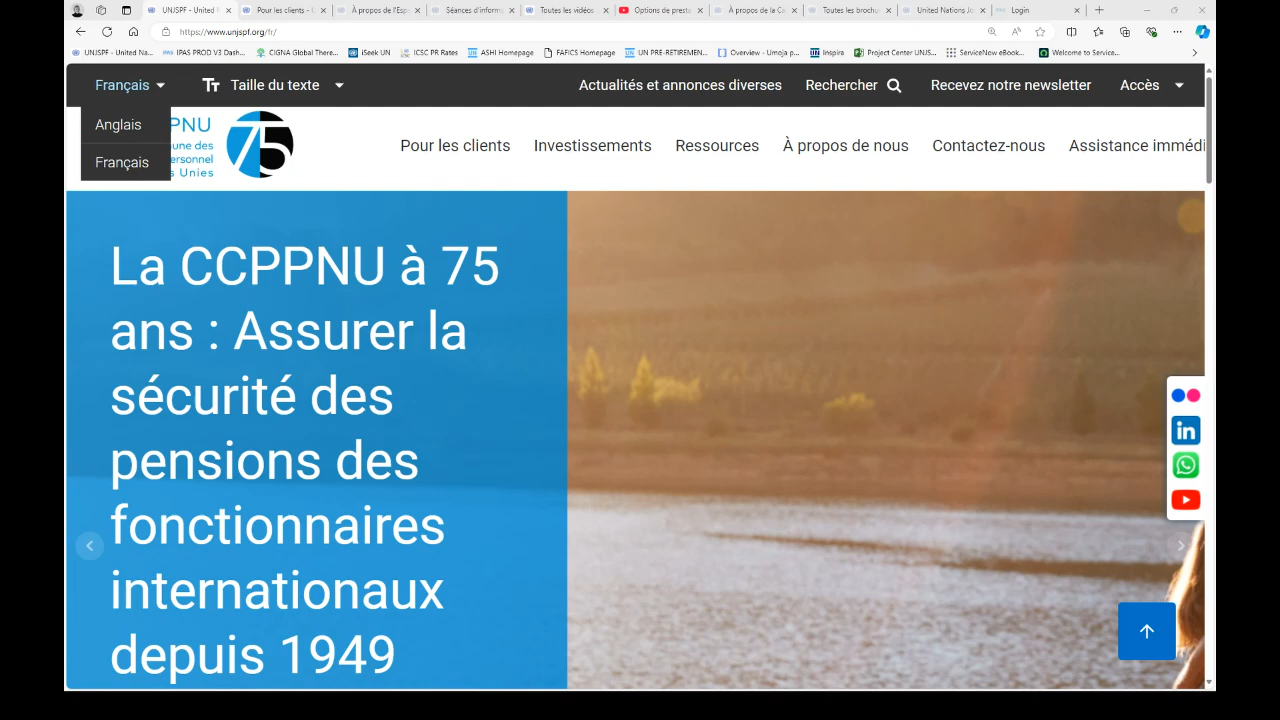 UNJSPF - United N
Pour les clients - C
À propos de l'Espa
Séances d'inform
Toutes les vidéos
Options de presta
À propos de la Ca
Toutes les brochu
United Nations Jo
Login
https://www.unjspf.org/fr/
UNJSPF - United Na...
IPAS PROD V3 Dash...
CIGNA Global There...
iSeek UN
ICSC PR Rates
ASHI Homepage
FAFICS Homepage
UN PRE-RETIREMEN...
Overview - Umoja p...
Inspira
Project Center UNJS...
ServiceNow eBook...
Welcome to Service...
Français
Taille du texte
Actualités et annonces diverses
Rechercher
Recevez notre newsletter
Accès
Anglais
Français
PNU
une des
ersonnel
s Unies
75
Pour les clients
Investissements
Ressources
À propos de nous
Contactez-nous
Assistance immédi
La CCPPNU à 75
ans : Assurer la
sécurité des
pensions des
fonctionnaires
internationaux
depuis 1949
in